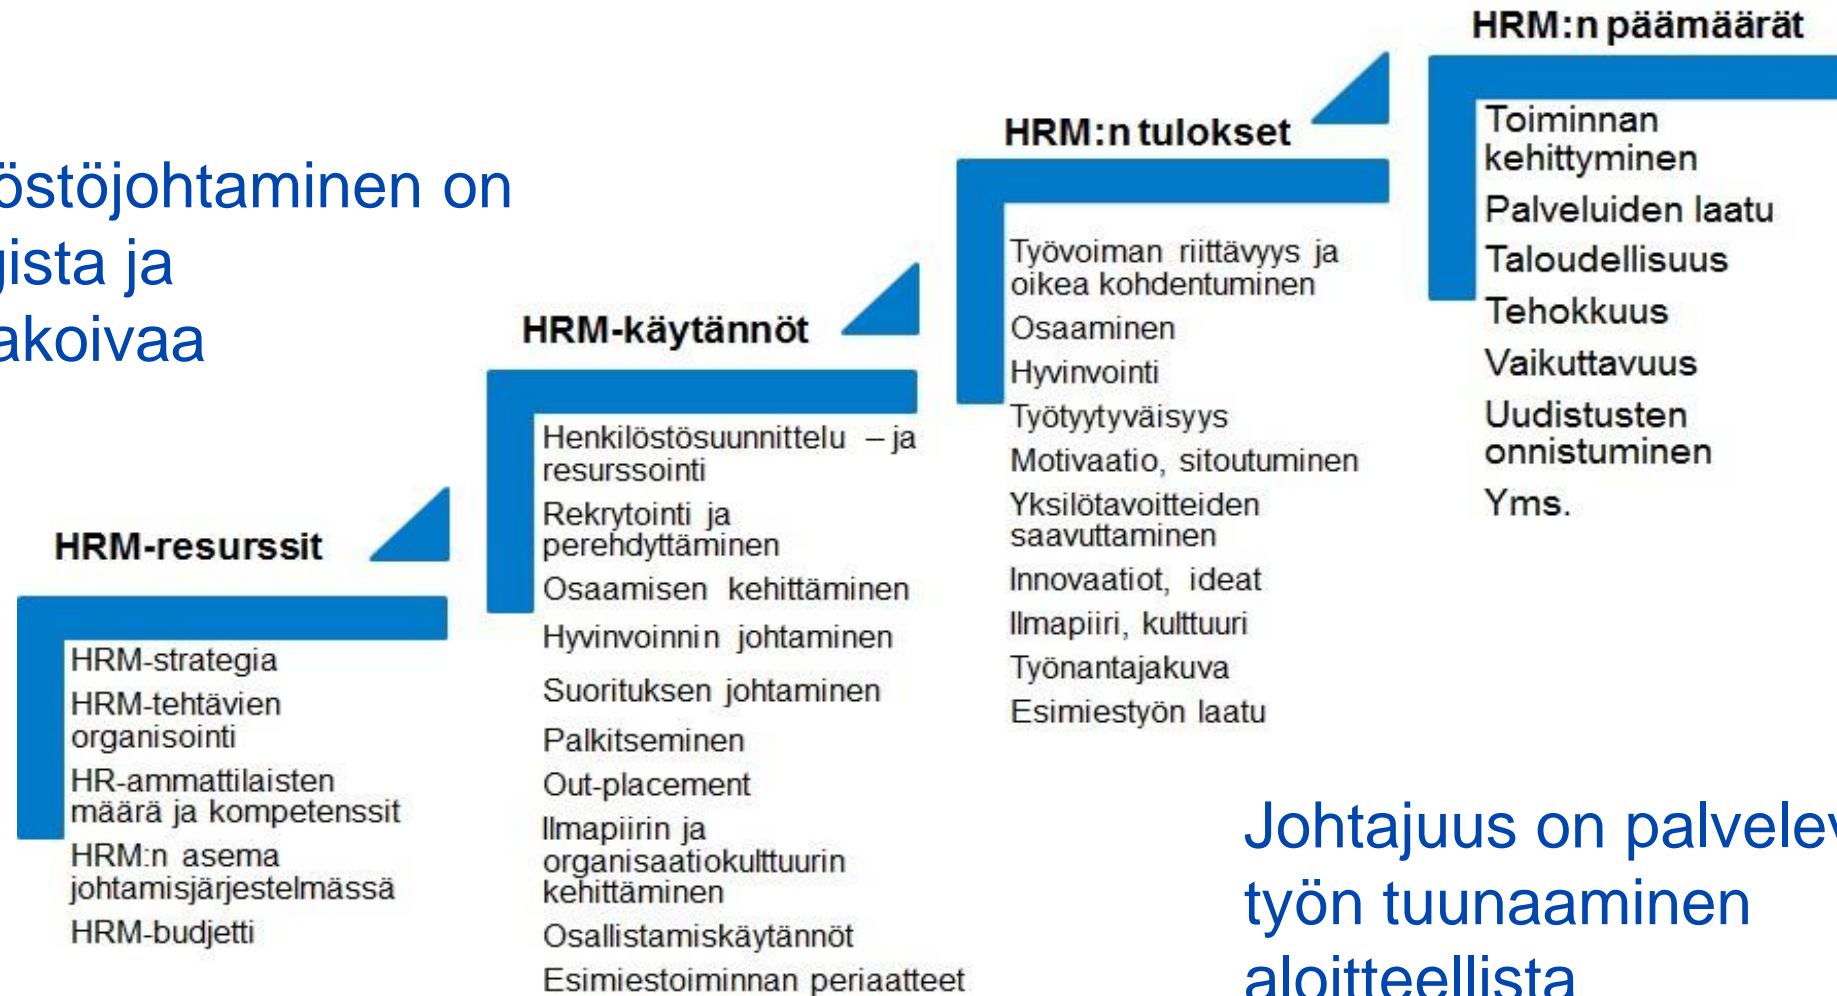 östöjohtaminen on
gista ja
akoivaa
HRM-resurssit
HRM-strategia
HRM-tehtävien
organisointi
HR-ammattilaisten
määrä ja kompetenssit
HRM:n asema
johtamisjärjestelmässä
HRM-budjetti
HRM-käytännöt
Henkilöstösuunnittelu – ja
resurssointi
Rekrytointi ja
perehdyttäminen
Osaamisen kehittäminen
Hyvinvoinnin johtaminen
Suorituksen johtaminen
Palkitseminen
Out-placement
Ilmapiirin ja
organisaatiokulttuurin
kehittäminen
Osallistamiskäytännöt
Esimiestoiminnan periaatteet
HRM:n tulokset
Työvoiman riittävyys ja
oikea kohdentuminen
Osaaminen
Hyvinvointi
Työtyytyväisyys
Motivaatio, sitoutuminen
Yksilötavoitteiden
saavuttaminen
Innovaatiot, ideat
Ilmapiiri, kulttuuri
Työnantajakuva
Esimiestyön laatu
HRM:n päämäärät
Toiminnan
kehittyminen
Palveluiden laatu
Taloudellisuus
Tehokkuus
Vaikuttavuus
Uudistusten
onnistuminen
Yms.
Johtajuus on palvelev
työn tuunaaminen
aloitteellista